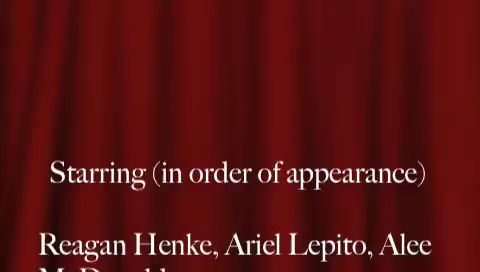 Starring (in order of appearance)
Reagan Henke, Ariel Lepito, Alee